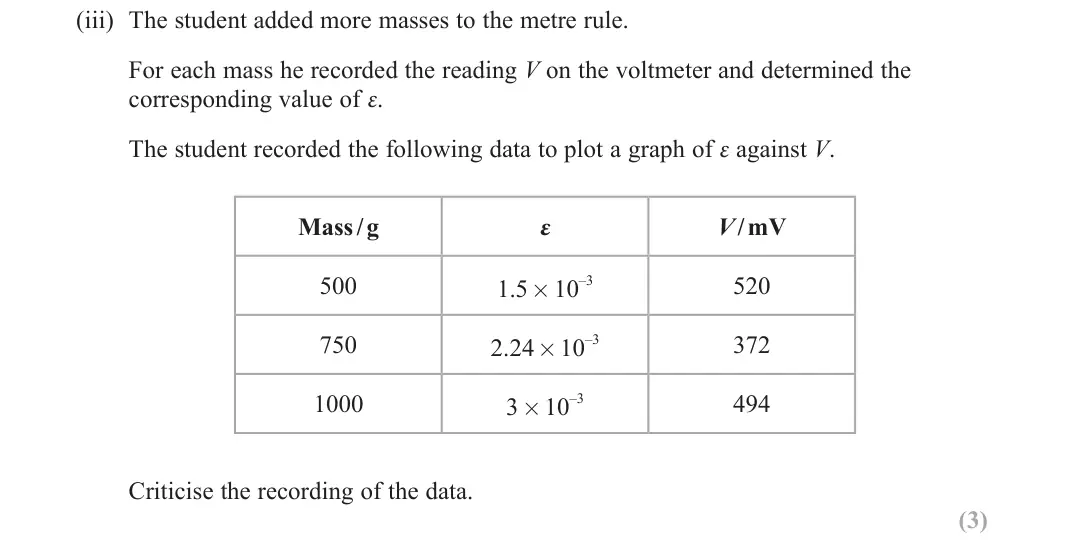 (iii) The student added more masses to the metre rule.
For each mass he recorded the reading V on the voltmeter and determined the
corresponding value of ε.
The student recorded the following data to plot a graph of ε against V.
Mass/g ε V/mV
500 1.5 × 10⁻³ 520
750 2.24 × 10⁻³ 372
1000 3 × 10⁻³ 494
Criticise the recording of the data.
(3)